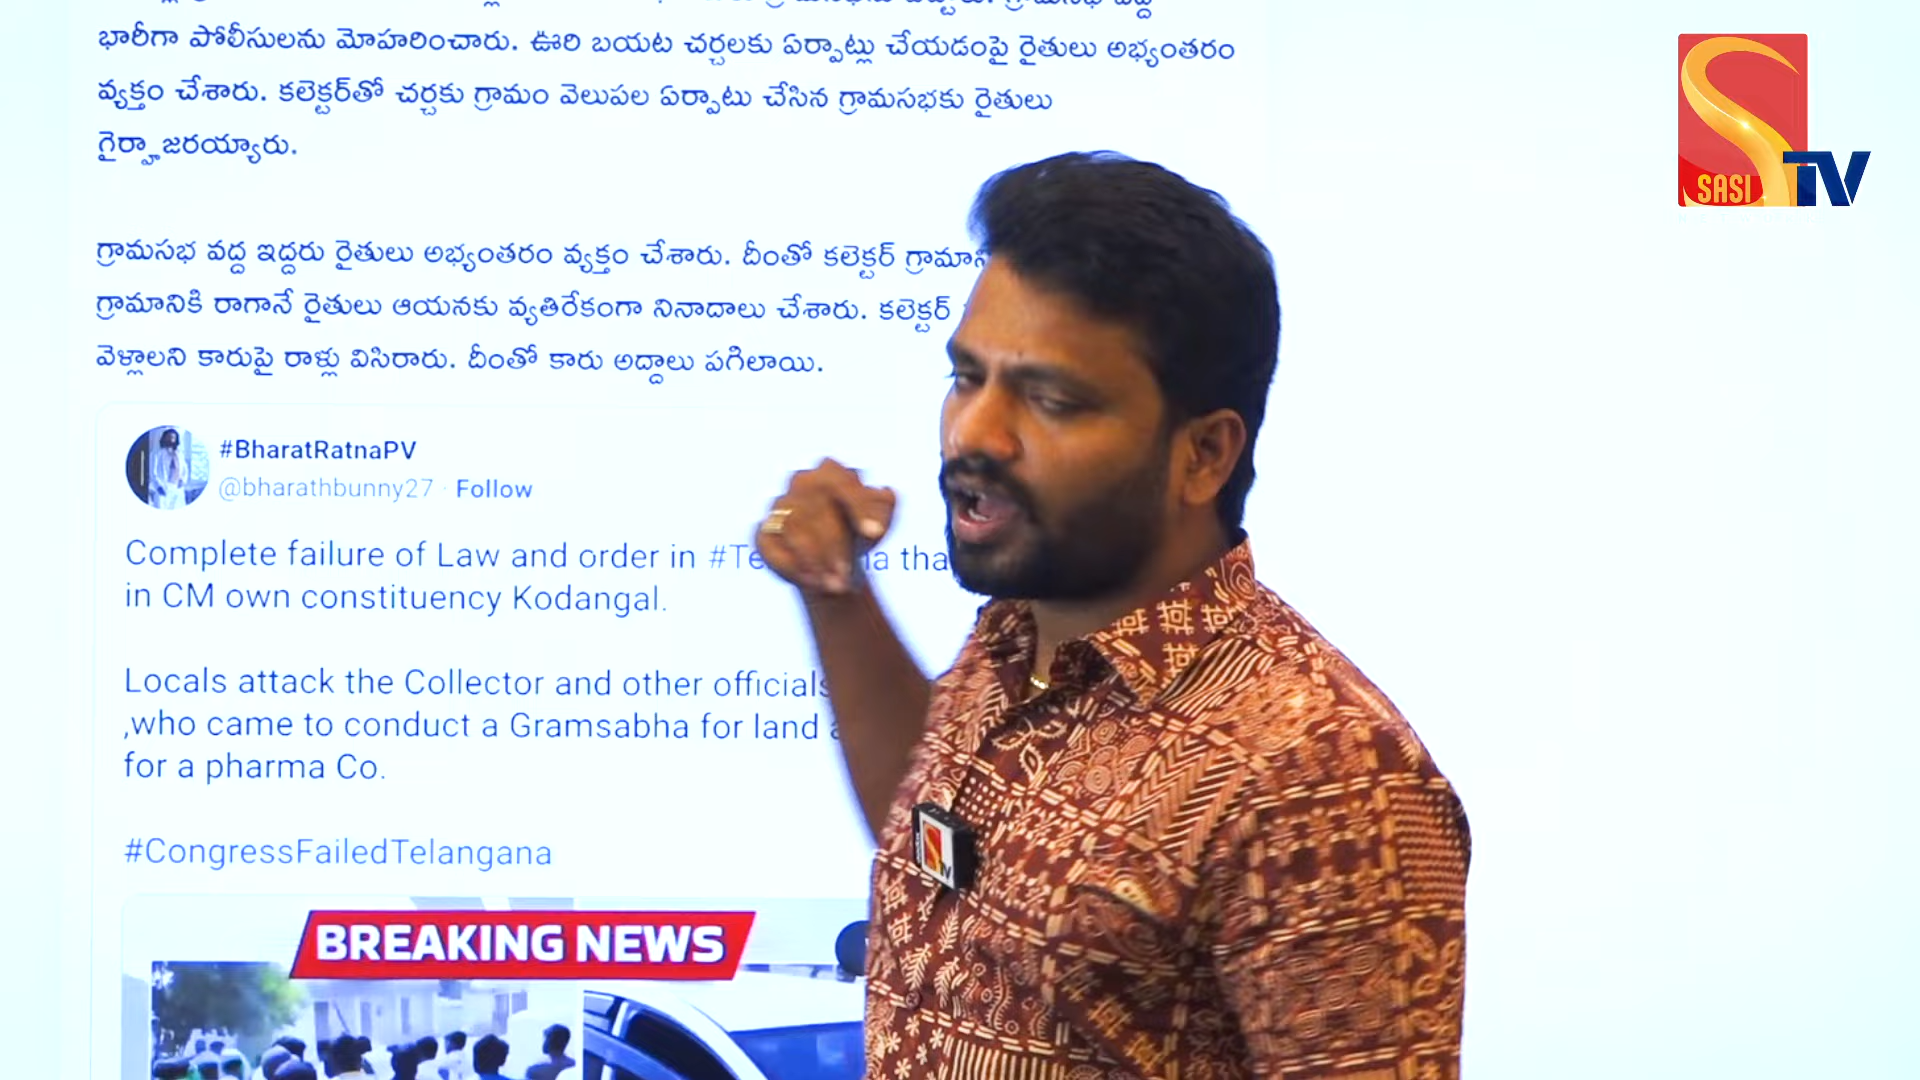 భారీగా పోలీసులను మోహరించారు. ఊరి బయట చర్చలకు ఏర్పాట్లు చేయడంపై రైతులు అభ్యంతరం
వ్యక్తం చేశారు. కలెక్టర్‌తో చర్చకు గ్రామం వెలుపల ఏర్పాటు చేసిన గ్రామసభకు రైతులు
గైర్హాజరయ్యారు.
గ్రామసభ వద్ద ఇద్దరు రైతులు అభ్యంతరం వ్యక్తం చేశారు. దీంతో కలెక్టర్
గ్రామానికి రాగానే రైతులు ఆయనకు వ్యతిరేకంగా నినాదాలు చేశారు. కలెక్టర్
వెళ్లాలని కారుపై రాళ్లు విసిరారు. దీంతో కారు అద్దాలు పగిలాయి.
#BharatRatnaPV
@bharathbunny27 · Follow
Complete failure of Law and order in
in CM own constituency Kodangal.
Locals attack the Collector and other officials
,who came to conduct a Gramsabha for land
for a pharma Co.
#CongressFailedTelangana
BREAKING NEWS
SASI
TV